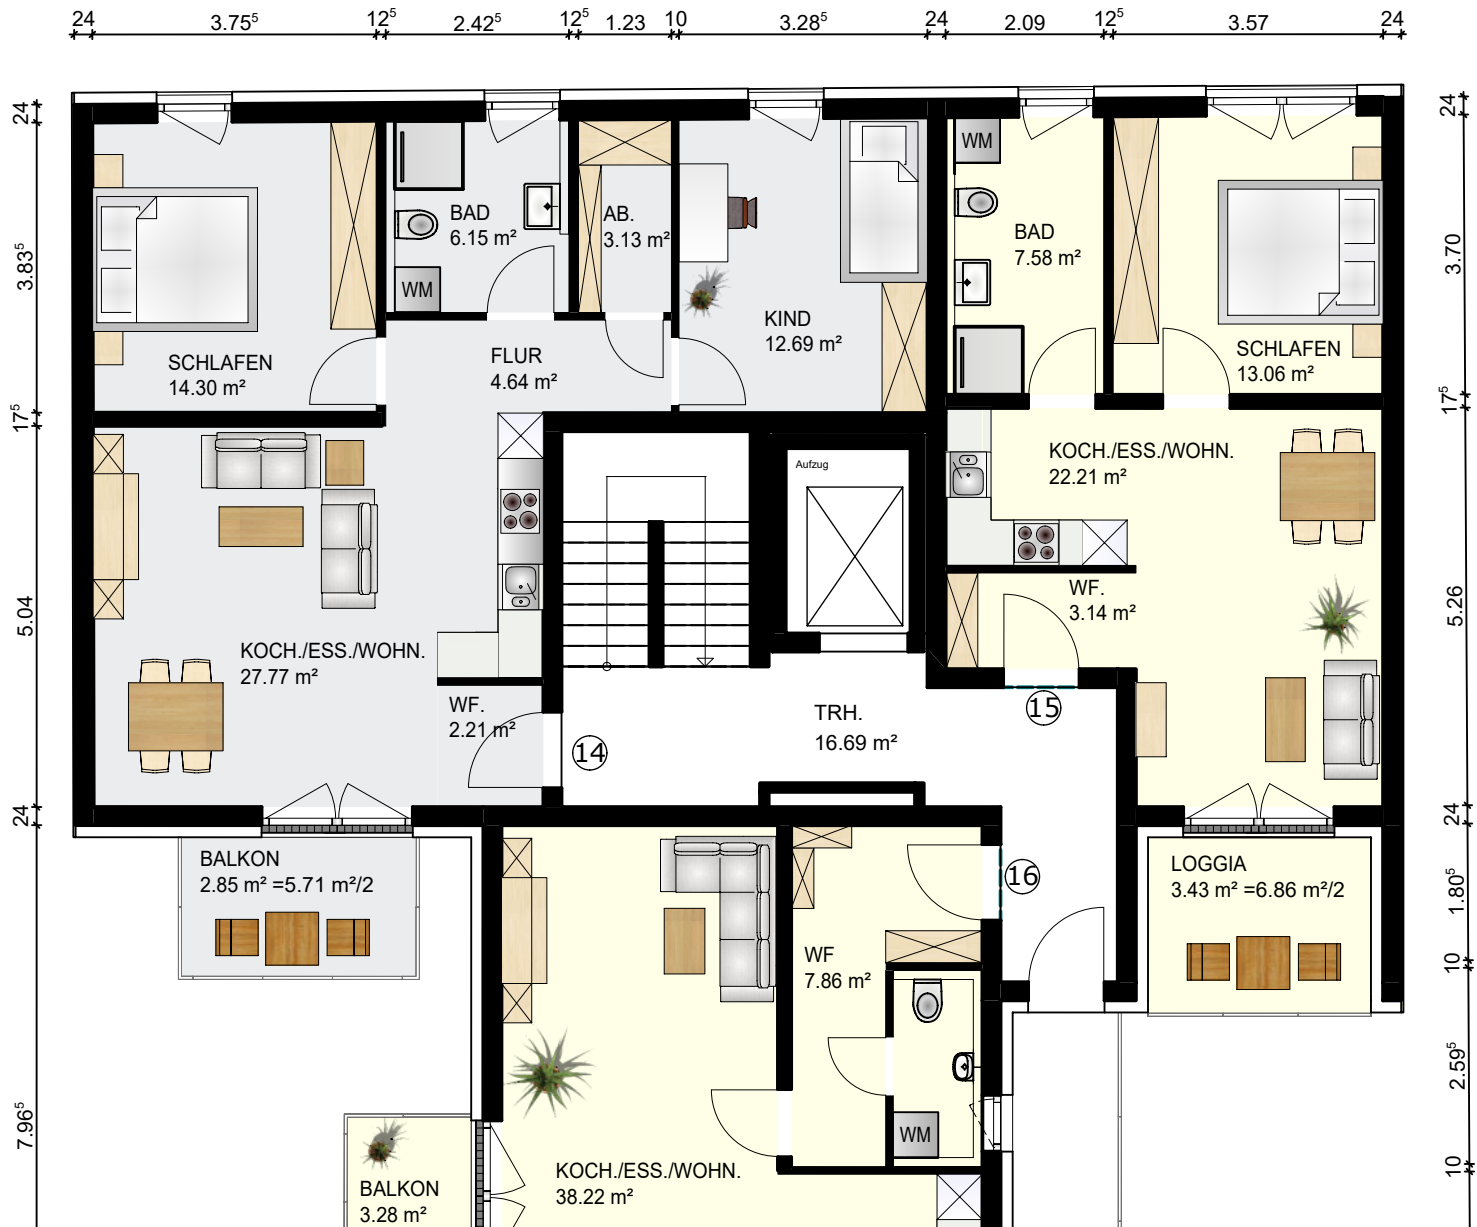 24 3.75⁵ 12⁵ 2.42⁵ 12⁵ 1.23 10 3.28⁵ 24 2.09 12⁵ 3.57 24
24
3.83⁵
17⁵
5.04
24
7.96⁵
SCHLAFEN
14.30 m²
BAD
6.15 m²
WM
AB.
3.13 m²
KIND
12.69 m²
FLUR
4.64 m²
WM
BAD
7.58 m²
SCHLAFEN
13.06 m²
KOCH./ESS./WOHN.
22.21 m²
Aufzug
WF.
3.14 m²
KOCH./ESS./WOHN.
27.77 m²
WF.
2.21 m²
14
TRH.
16.69 m²
15
16
BALKON
2.85 m² =5.71 m²/2
LOGGIA
3.43 m² =6.86 m²/2
WF
7.86 m²
WM
KOCH./ESS./WOHN.
38.22 m²
BALKON
3.28 m²
24
3.70
17⁵
5.26
24
1.80⁵
10
2.59⁵
10